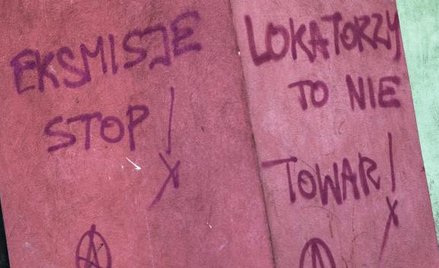 EKSMISJE
STOP!
LOKATORZY
TO NIE
TOWAR!